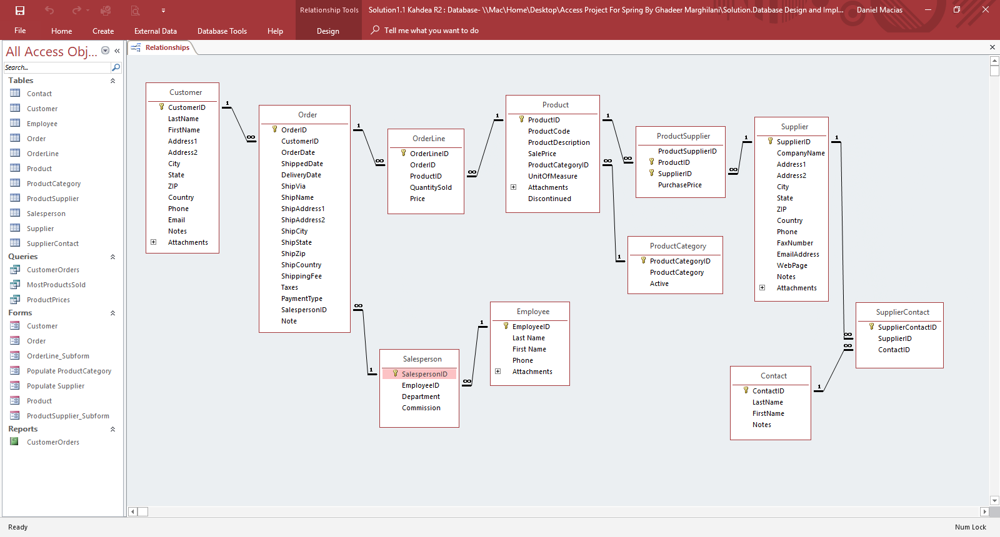 Relationship Tools
Solution1.1 Kahdea R2 : Database- \\Mac\Home\Desktop\Access Project For Spring By Ghadeer Marghilani\Solution.Database Design and Impl...
Daniel Macias
File
Home
Create
External Data
Database Tools
Help
Design
Tell me what you want to do
All Access Obj...
Search...
Tables
Contact
Customer
Employee
Order
OrderLine
Product
ProductCategory
ProductSupplier
Salesperson
Supplier
SupplierContact
Queries
CustomerOrders
MostProductsSold
ProductPrices
Forms
Customer
Order
OrderLine_Subform
Populate ProductCategory
Populate Supplier
Product
ProductSupplier_Subform
Reports
CustomerOrders
Relationships
Customer
CustomerID
LastName
FirstName
Address1
Address2
City
State
ZIP
Country
Phone
Email
Notes
Attachments
1
∞
Order
OrderID
CustomerID
OrderDate
ShippedDate
DeliveryDate
ShipVia
ShipName
ShipAddress1
ShipAddress2
ShipCity
ShipState
ShipZip
ShipCountry
ShippingFee
Taxes
PaymentType
SalespersonID
Note
1
∞
OrderLine
OrderLineID
OrderID
ProductID
QuantitySold
Price
∞
1
Product
ProductID
ProductCode
ProductDescription
SalePrice
ProductCategoryID
UnitOfMeasure
Attachments
Discontinued
1
∞
ProductSupplier
ProductSupplierID
ProductID
SupplierID
PurchasePrice
∞
1
∞
1
ProductCategory
ProductCategoryID
ProductCategory
Active
Supplier
SupplierID
CompanyName
Address1
Address2
City
State
ZIP
Country
Phone
FaxNumber
EmailAddress
WebPage
Notes
Attachments
1
∞
∞
1
Salesperson
SalespersonID
EmployeeID
Department
Commission
∞
1
Employee
EmployeeID
Last Name
First Name
Phone
Attachments
SupplierContact
SupplierContactID
SupplierID
ContactID
∞
1
Contact
ContactID
LastName
FirstName
Notes
Ready
Num Lock